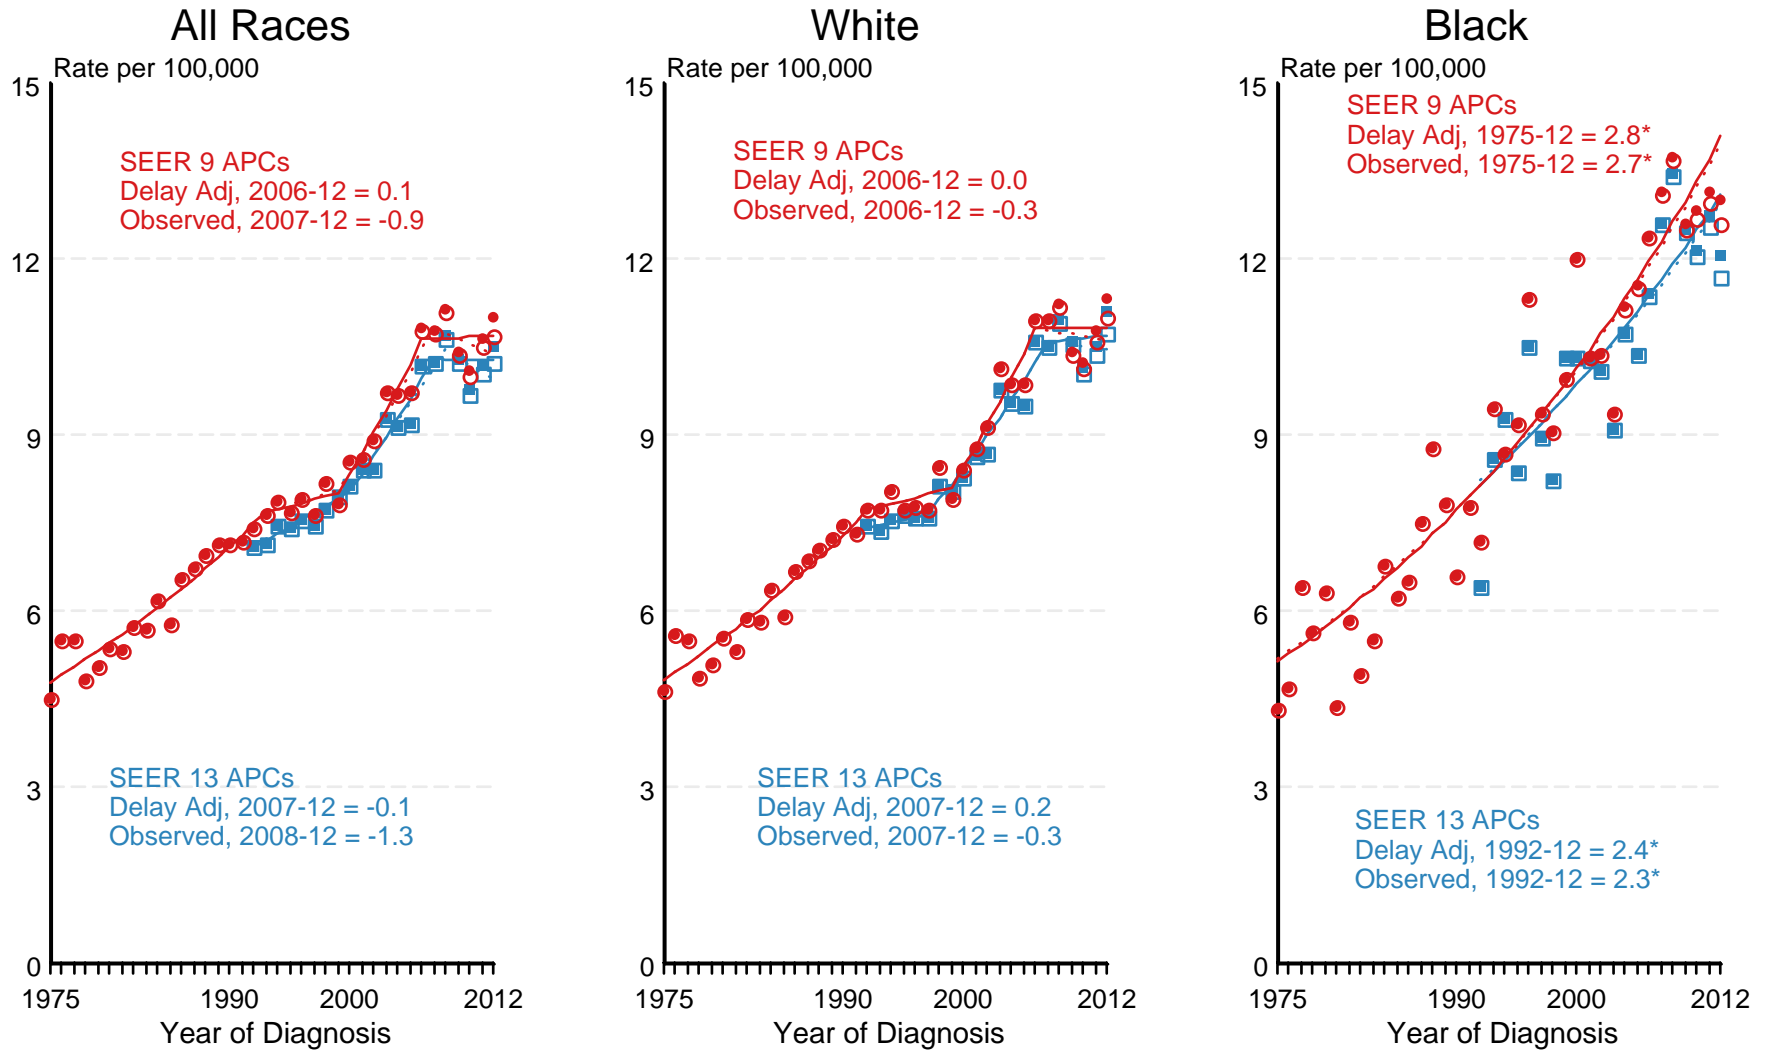 All Races
Rate per 100,000
15
12
9
6
3
0
SEER 9 APCs
Delay Adj, 2006-12 = 0.1
Observed, 2007-12 = -0.9
SEER 13 APCs
Delay Adj, 2007-12 = -0.1
Observed, 2008-12 = -1.3
1975 1990 2000 2012
Year of Diagnosis
White
Rate per 100,000
15
12
9
6
3
0
SEER 9 APCs
Delay Adj, 2006-12 = 0.0
Observed, 2006-12 = -0.3
SEER 13 APCs
Delay Adj, 2007-12 = 0.2
Observed, 2007-12 = -0.3
1975 1990 2000 2012
Year of Diagnosis
Black
Rate per 100,000
15
12
9
6
3
0
SEER 9 APCs
Delay Adj, 1975-12 = 2.8*
Observed, 1975-12 = 2.7*
SEER 13 APCs
Delay Adj, 1992-12 = 2.4*
Observed, 1992-12 = 2.3*
1975 1990 2000 2012
Year of Diagnosis